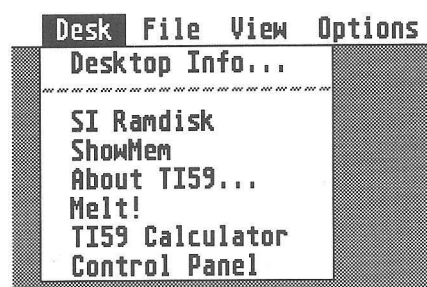 Desk File View Options
Desktop Info...
SI Ramdisk
ShowMem
About TI59...
Melt!
TI59 Calculator
Control Panel